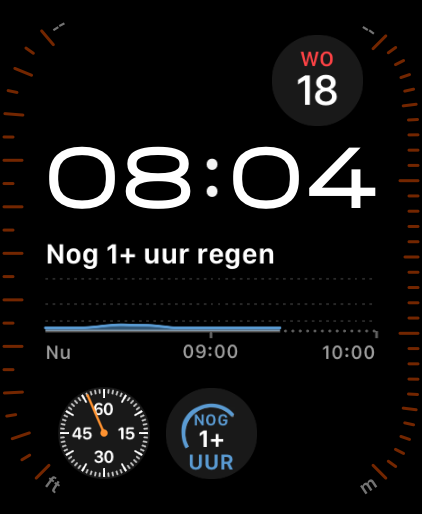 --
--
WO
18
08:04
Nog 1+ uur regen
Nu 09:00 10:00
60
45 15
30
NOG
1+
UUR
ft
m